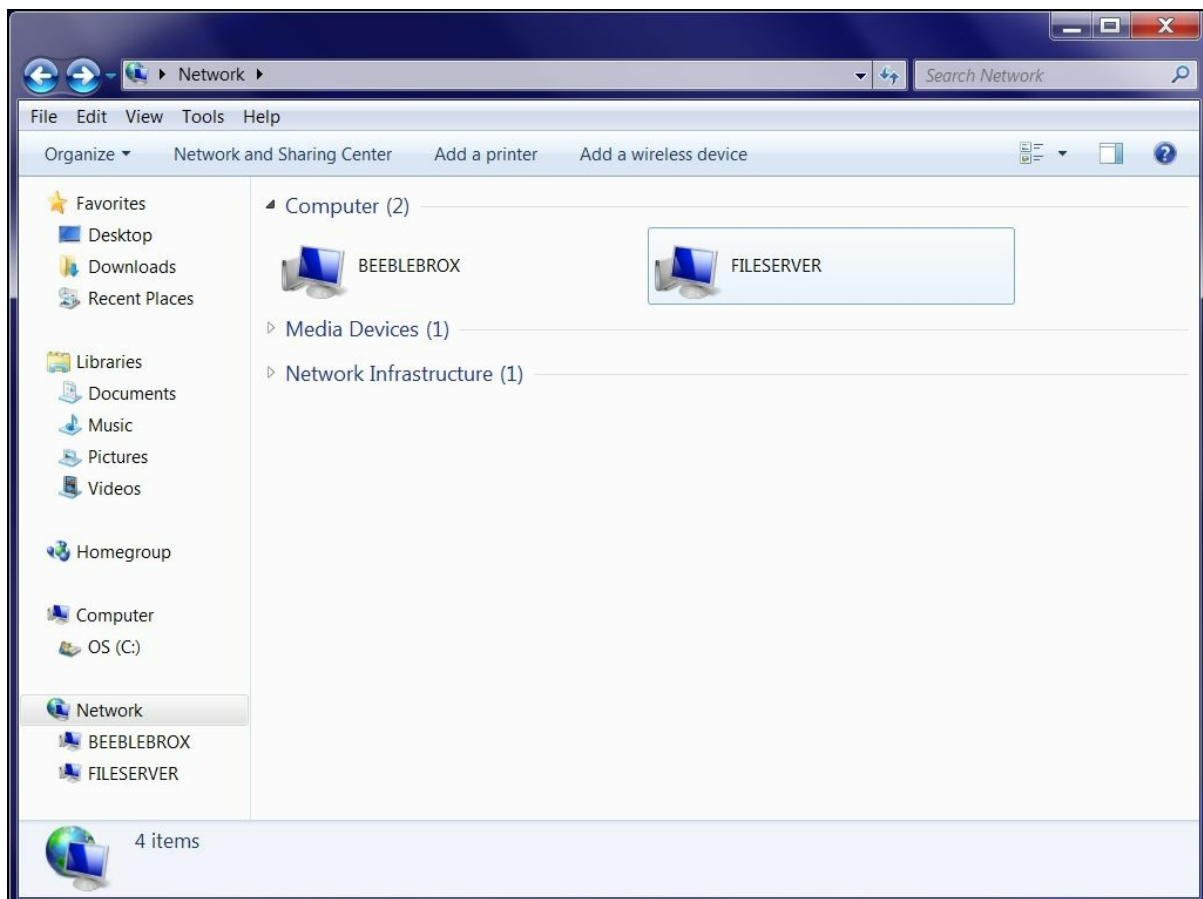 Network
Search Network
File Edit View Tools Help
Organize Network and Sharing Center Add a printer Add a wireless device
Favorites
Desktop
Downloads
Recent Places
Libraries
Documents
Music
Pictures
Videos
Homegroup
Computer
OS (C:)
Network
BEEBLEBROX
FILESERVER
Computer (2)
BEEBLEBROX FILESERVER
Media Devices (1)
Network Infrastructure (1)
4 items